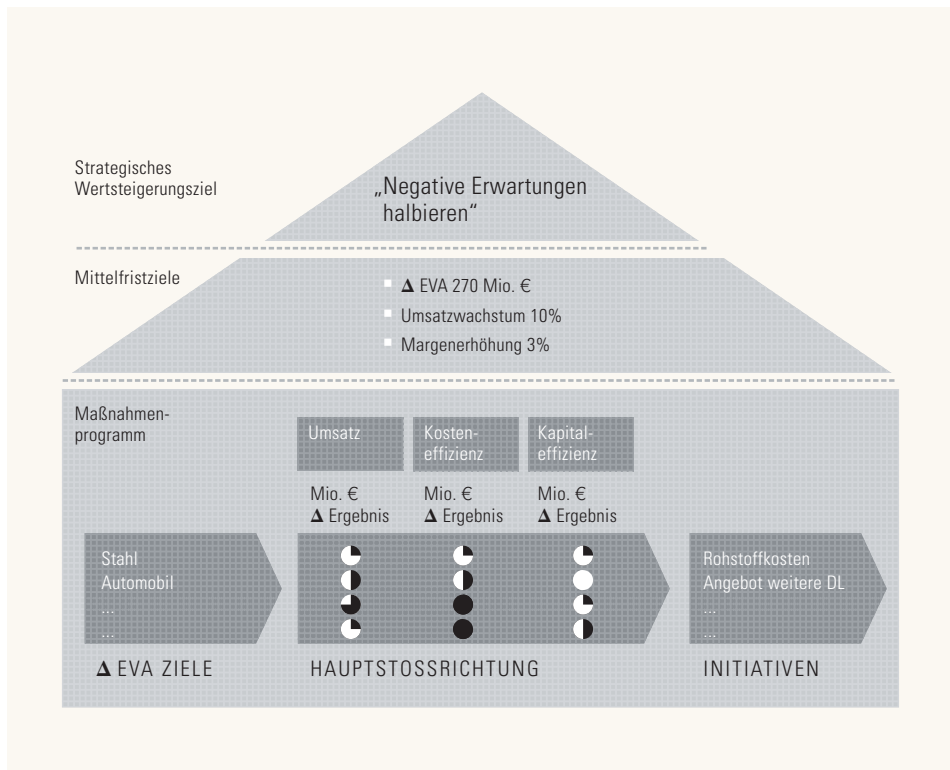 Strategisches
Wertsteigerungsziel
„Negative Erwartungen
halbieren“
Mittelfristziele
Δ EVA 270 Mio. €
Umsatzwachstum 10%
Margenerhöhung 3%
Maßnahmen-
programm
Umsatz
Kosten-
effizienz
Kapital-
effizienz
Mio. €
Δ Ergebnis
Mio. €
Δ Ergebnis
Mio. €
Δ Ergebnis
Stahl
Automobil
...
...
Rohstoffkosten
Angebot weitere DL
...
...
Δ EVA ZIELE
HAUPTSTOSSRICHTUNG
INITIATIVEN